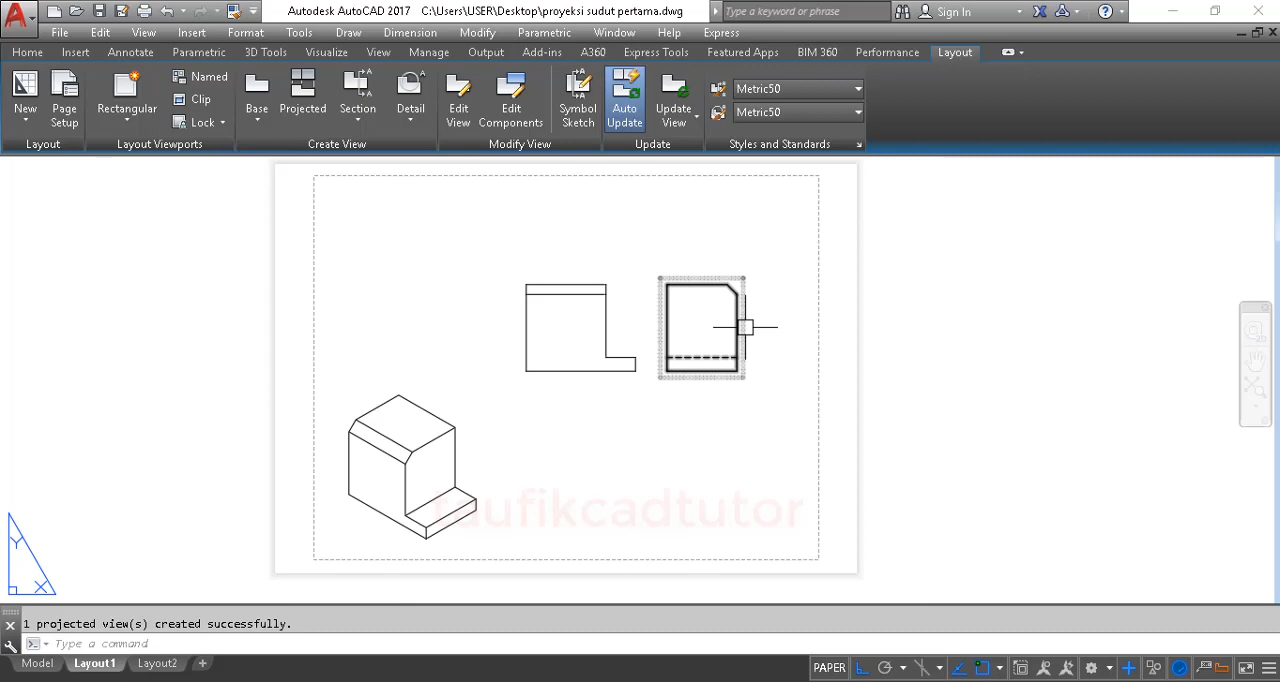 Autodesk AutoCAD 2017 C:\Users\USER\Desktop\proyeksi sudut pertama.dwg Type a keyword or phrase Sign In
File Edit View Insert Format Tools Draw Dimension Modify Parametric Window Help Express
Home Insert Annotate Parametric 3D Tools Visualize View Manage Output Add-ins A360 Express Tools Featured Apps BIM 360 Performance Layout
New Page Setup Rectangular Named Clip Lock Base Projected Section Detail Edit View Edit Components Symbol Sketch Auto Update Update View Metric50 Metric50
Layout Layout Viewports Create View Modify View Update Styles and Standards
taufikcadtutor
Y
X
1 projected view(s) created successfully.
Type a command
Model Layout1 Layout2 + PAPER